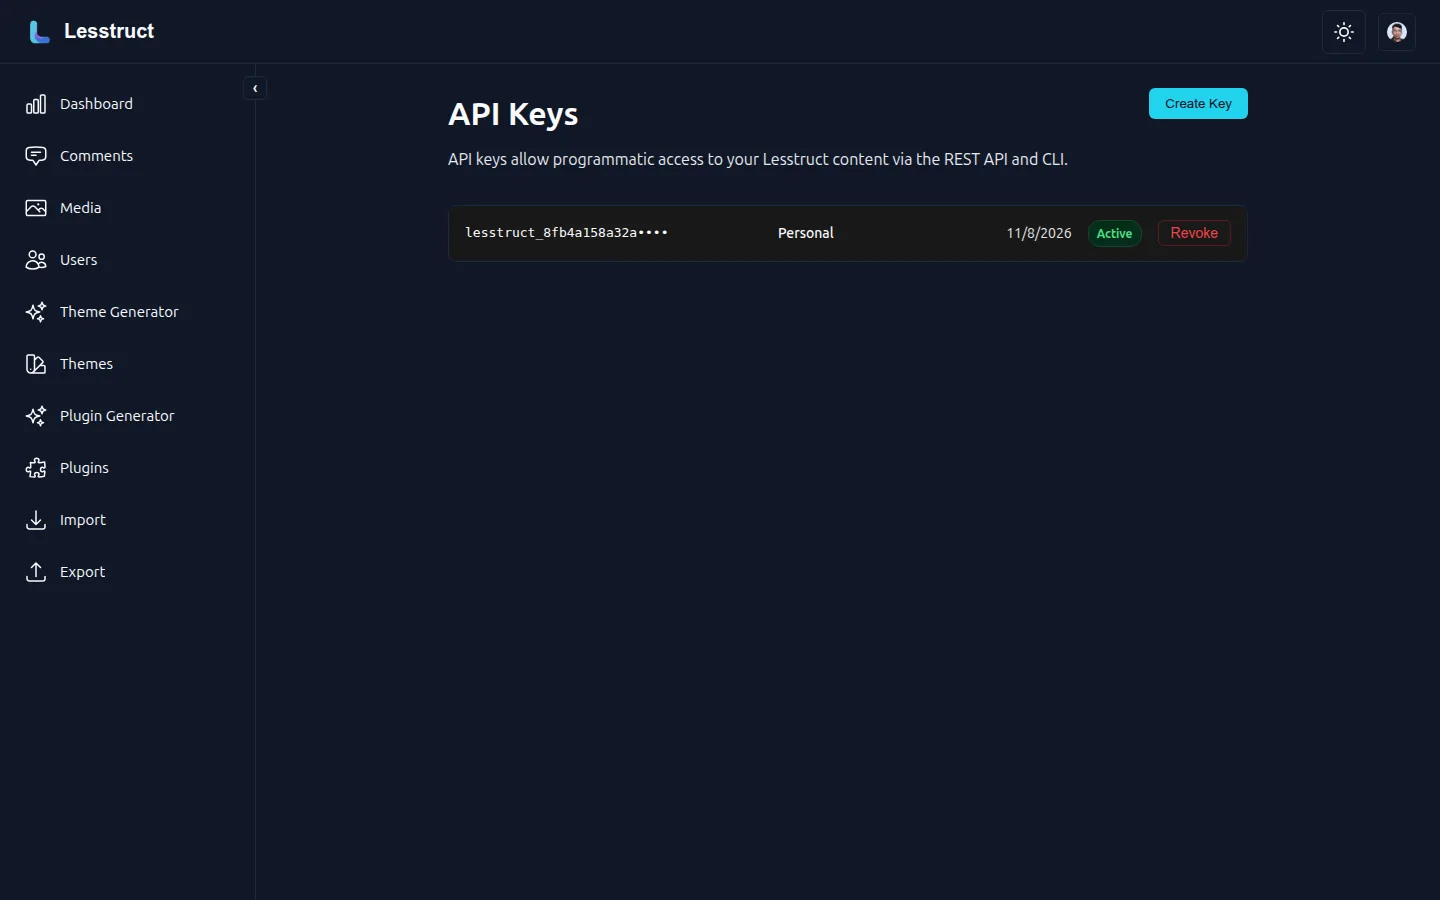 Lesstruct
Dashboard
Comments
Media
Users
Theme Generator
Themes
Plugin Generator
Plugins
Import
Export
‹
API Keys
Create Key
API keys allow programmatic access to your Lesstruct content via the REST API and CLI.
lesstruct_8fb4a158a32a•••• Personal 11/8/2026 Active Revoke